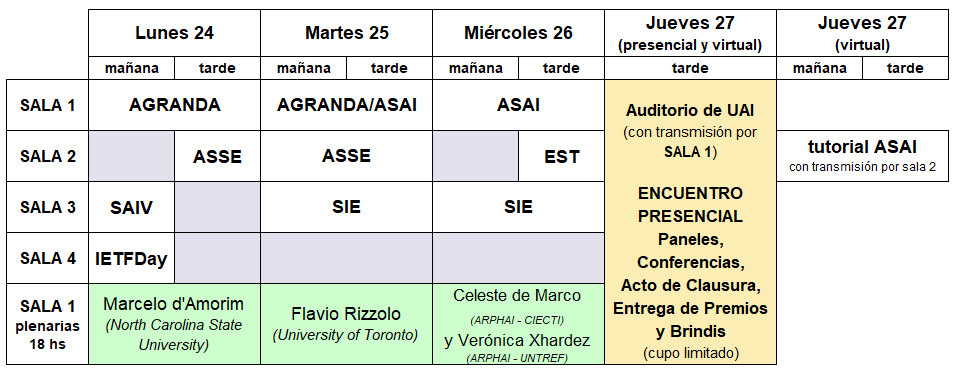 Lunes 24
Martes 25
Miércoles 26
Jueves 27
(presencial y virtual)
Jueves 27
(virtual)
mañana
tarde
mañana
tarde
mañana
tarde
tarde
mañana
tarde
SALA 1
AGRANDA
AGRANDA/ASAI
ASAI
Auditorio de UAI
(con transmisión por
SALA 1)
ENCUENTRO
PRESENCIAL
Paneles,
Conferencias,
Acto de Clausura,
Entrega de Premios
y Brindis
(cupo limitado)
SALA 2
ASSE
ASSE
EST
tutorial ASAI
con transmisión por sala 2
SALA 3
SAIV
SIE
SIE
SALA 4
IETFDay
SALA 1
plenarias
18 hs
Marcelo d'Amorim
(North Carolina State
University)
Flavio Rizzolo
(University of Toronto)
Celeste de Marco
(ARPHAI - CIECTI)
y Verónica Xhardez
(ARPHAI - UNTREF)